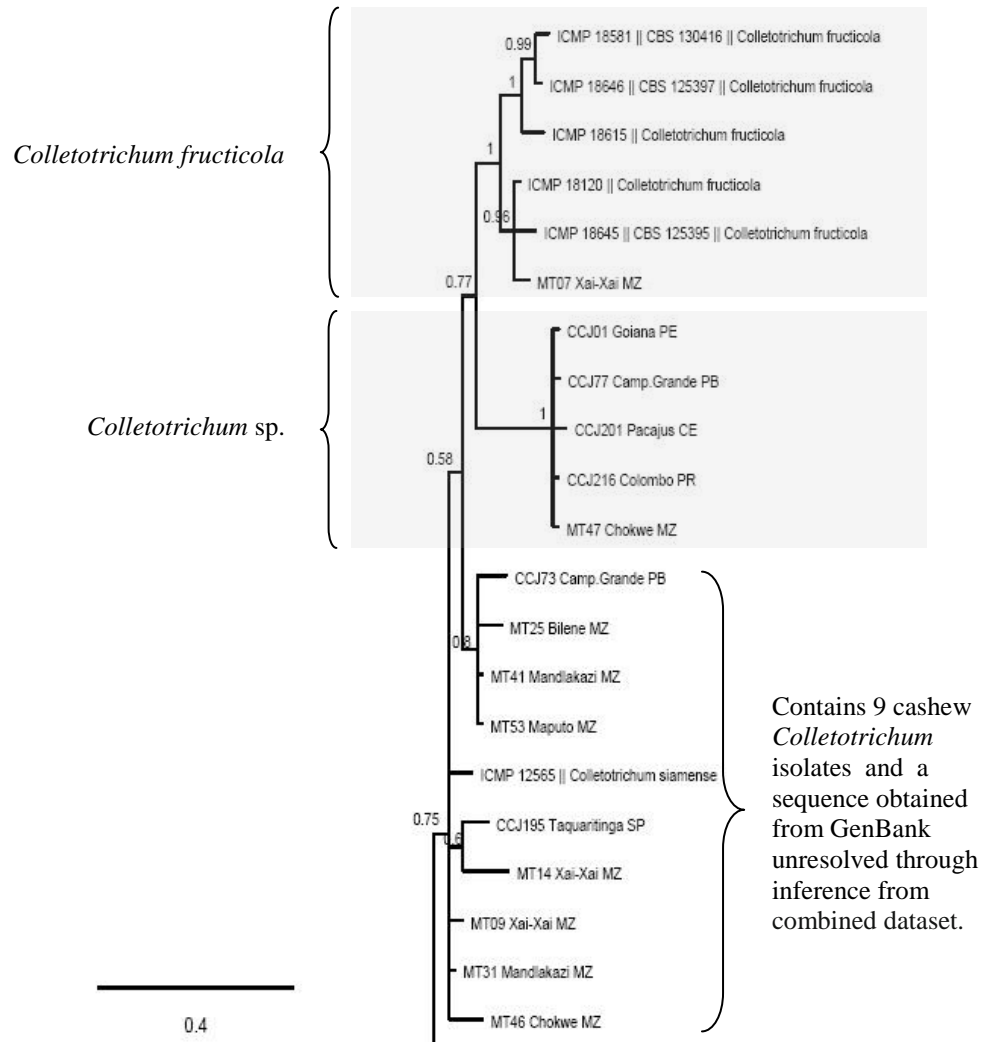 0.99
ICMP 18581 || CBS 130416 || Colletotrichum fructicola
ICMP 18646 || CBS 125397 || Colletotrichum fructicola
1
ICMP 18615 || Colletotrichum fructicola
Colletotrichum fructicola
1
ICMP 18120 || Colletotrichum fructicola
0.96
ICMP 18645 || CBS 125395 || Colletotrichum fructicola
0.77
MT07 Xai-Xai MZ
CCJ01 Goiana PE
CCJ77 Camp.Grande PB
Colletotrichum sp.
1
CCJ201 Pacajus CE
0.58
CCJ216 Colombo PR
MT47 Chokwe MZ
CCJ73 Camp.Grande PB
MT25 Bilene MZ
0.8
MT41 Mandlakazi MZ
MT53 Maputo MZ
ICMP 12565 || Colletotrichum siamense
0.75
CCJ195 Taquaritinga SP
0.6
MT14 Xai-Xai MZ
MT09 Xai-Xai MZ
MT31 Mandlakazi MZ
MT46 Chokwe MZ
Contains 9 cashew
Colletotrichum
isolates and a
sequence obtained
from GenBank
unresolved through
inference from
combined dataset.
0.4